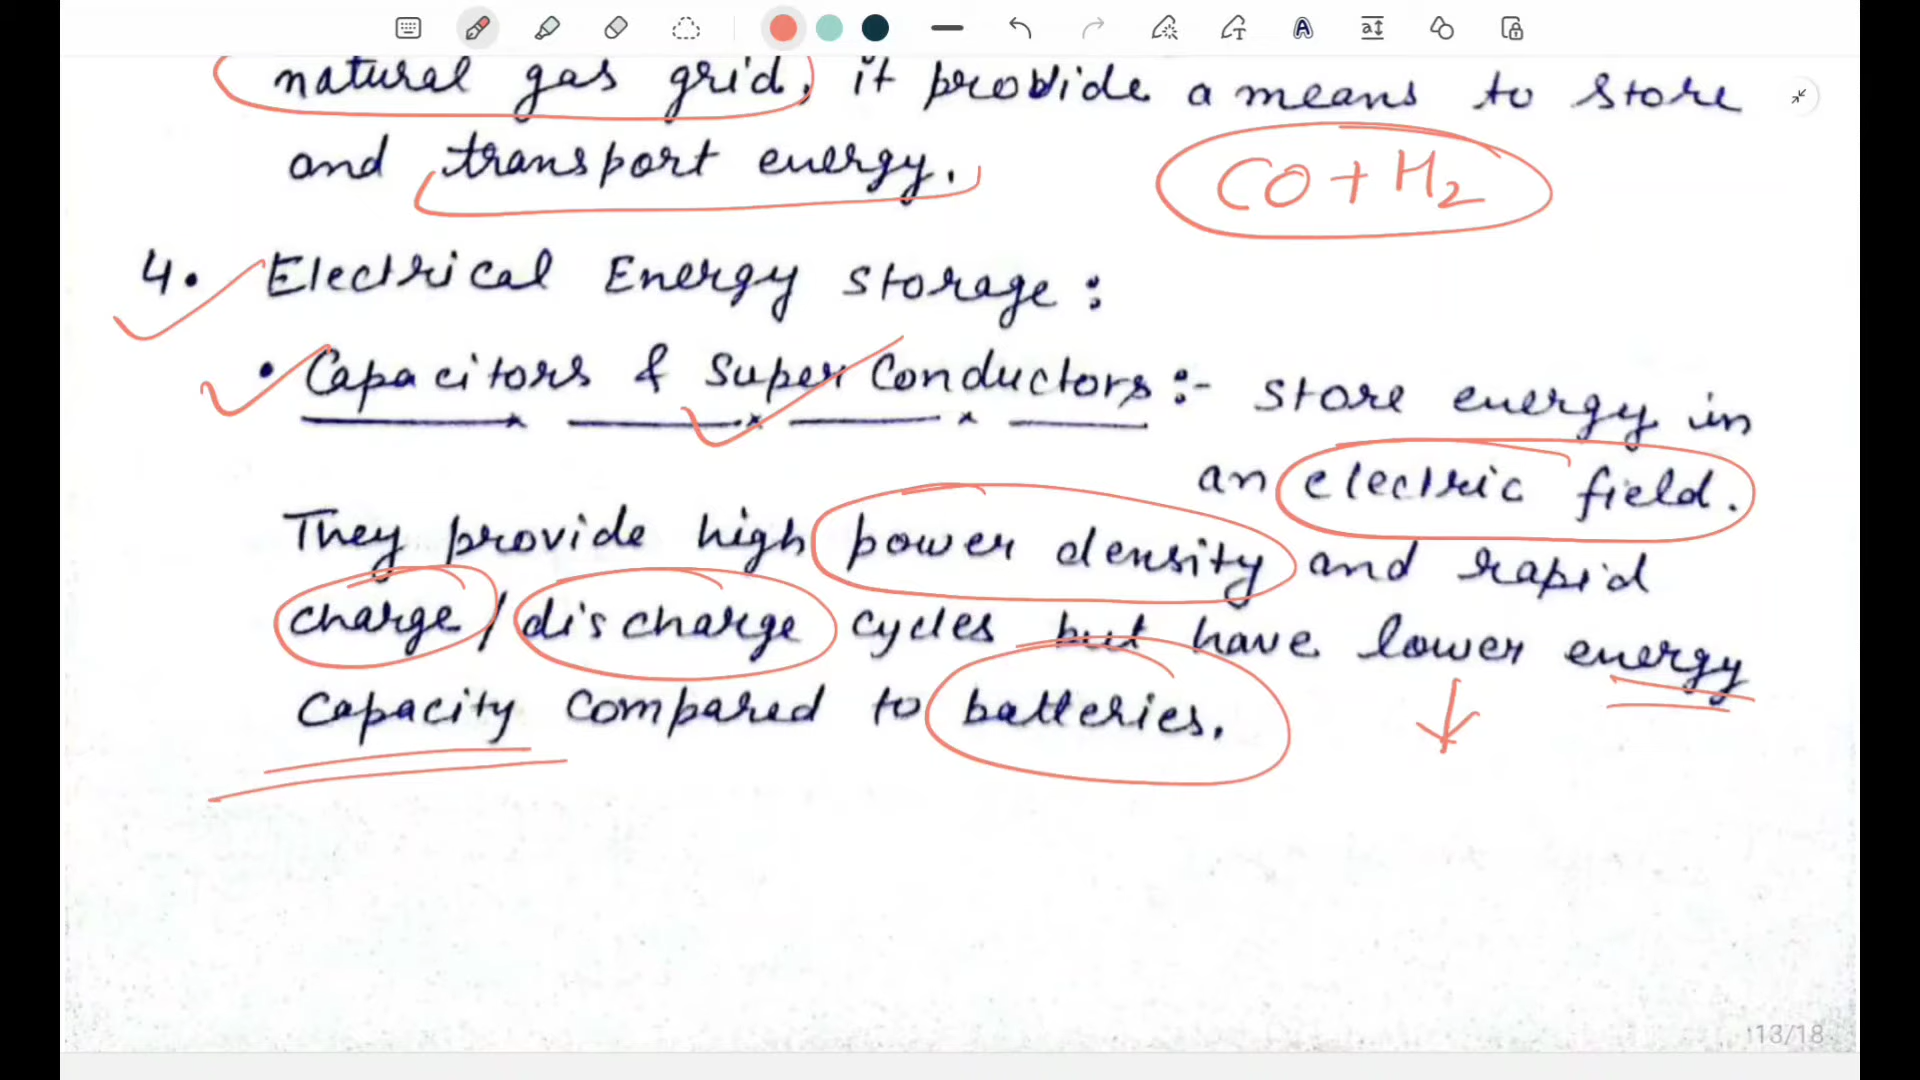 natural gas grid, it provide a means to store
and transport energy.
CO + H2
4. Electrical Energy storage :
• Capacitors & Super Conductors :- store energy in
an electric field.
They provide high power density and rapid
charge / discharge cycles but have lower energy
capacity compared to batteries.
13/18